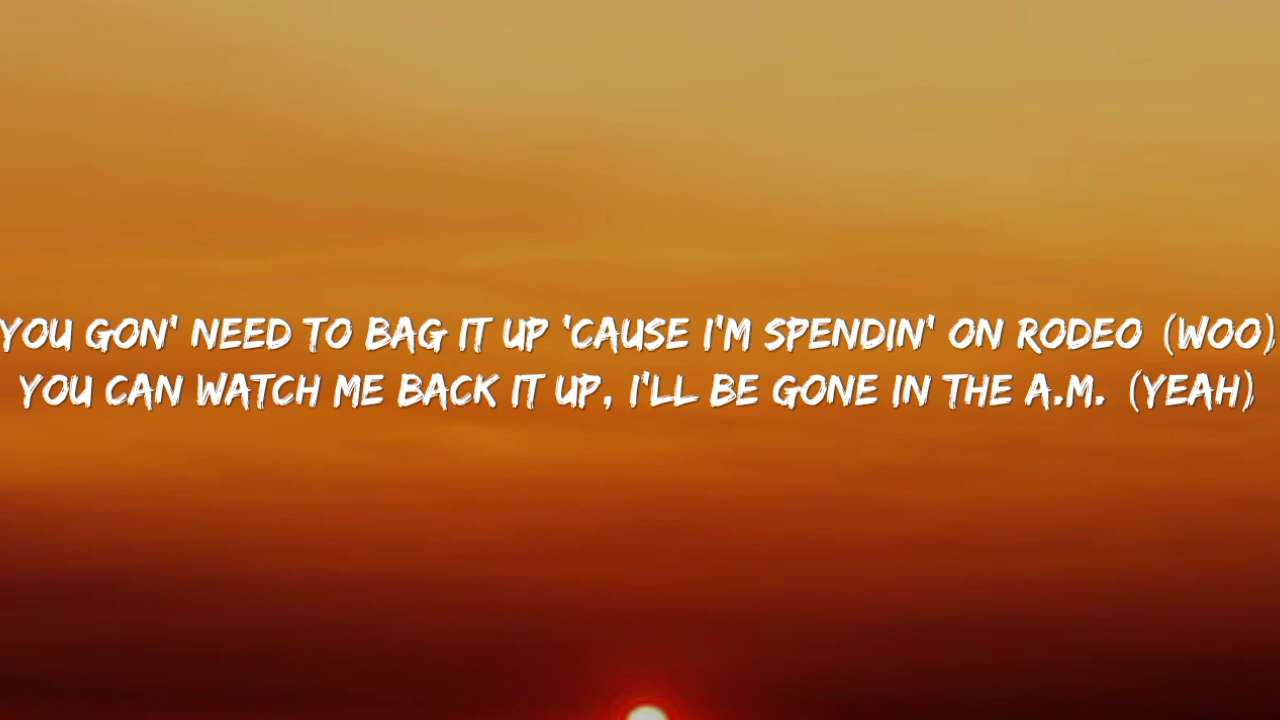 YOU GON' NEED TO BAG IT UP 'CAUSE I'M SPENDIN' ON RODEO (WOO)
YOU CAN WATCH ME BACK IT UP, I'LL BE GONE IN THE A.M. (YEAH)